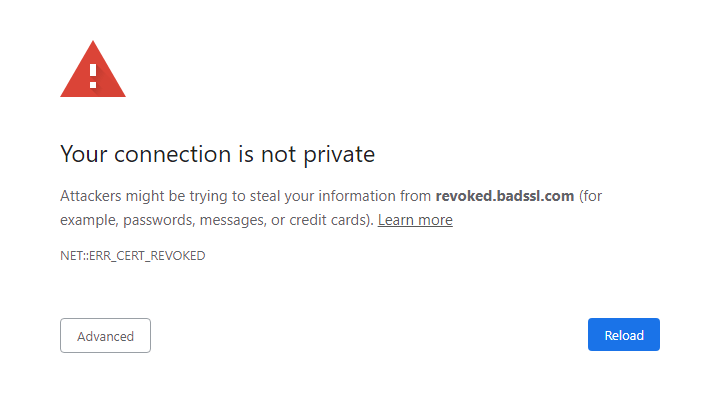 Your connection is not private
Attackers might be trying to steal your information from revoked.badssl.com (for
example, passwords, messages, or credit cards). Learn more
NET::ERR_CERT_REVOKED
Advanced
Reload